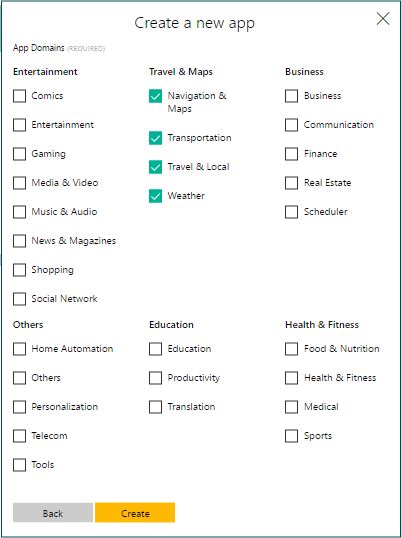 Create a new app
App Domains (REQUIRED)
Entertainment
Comics
Entertainment
Gaming
Media & Video
Music & Audio
News & Magazines
Shopping
Social Network
Travel & Maps
Navigation &
Maps
Transportation
Travel & Local
Weather
Business
Business
Communication
Finance
Real Estate
Scheduler
Others
Home Automation
Others
Personalization
Telecom
Tools
Education
Education
Productivity
Translation
Health & Fitness
Food & Nutrition
Health & Fitness
Medical
Sports
Back
Create